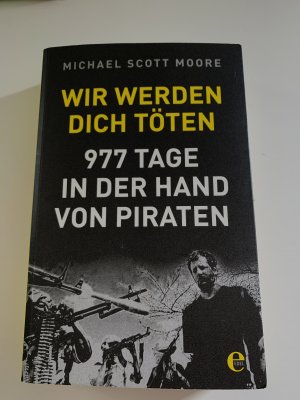 MICHAEL SCOTT MOORE
WIR WERDEN
DICH TÖTEN
977 TAGE
IN DER HAND
VON PIRATEN
e